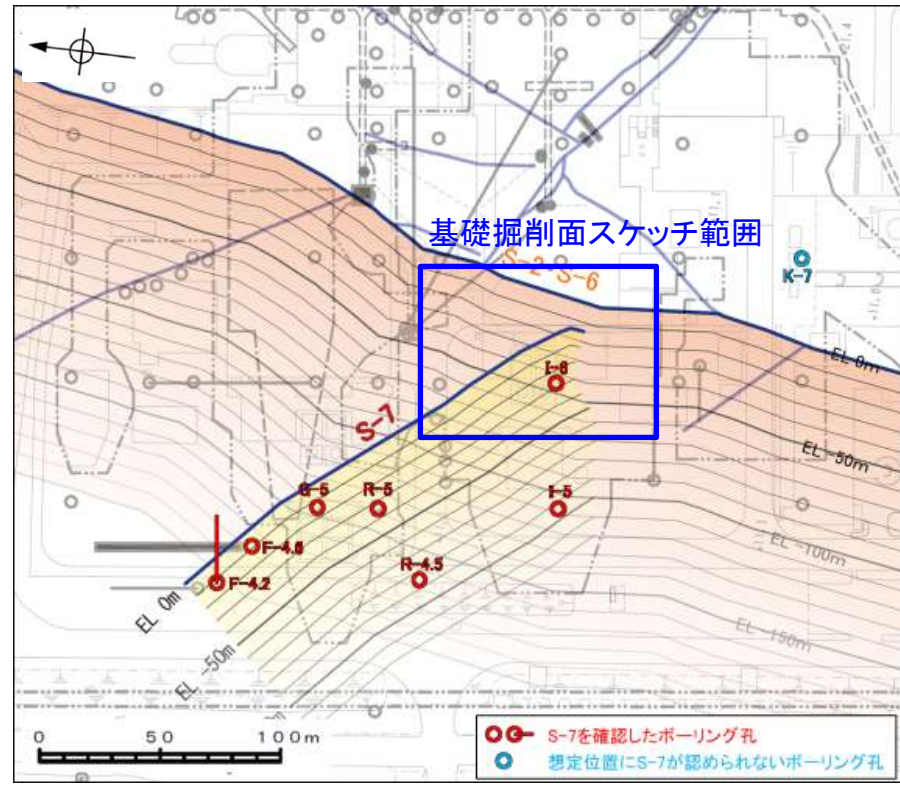 基礎掘削面スケッチ範囲
S-2・S-6
K-7
EL 0m
I-6
S-7
EL -50m
G-5
R-5
I-5
EL -100m
F-4.6
R-4.5
F-4.2
EL 0m
EL -150m
EL -50m
0 50 100m
S-7を確認したボーリング孔
想定位置にS-7が認められないボーリング孔